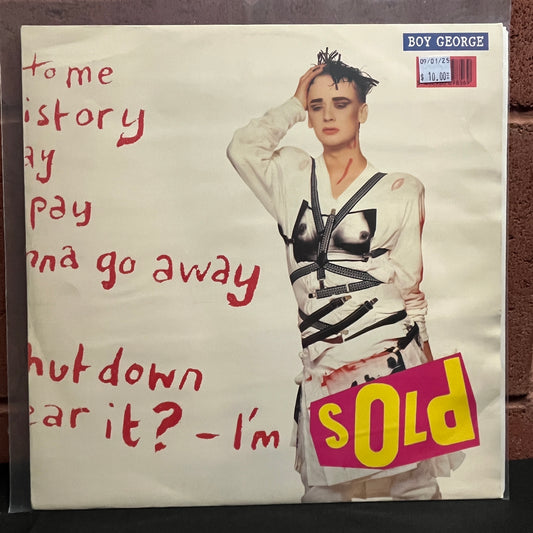 BOY GEORGE
09/01/25
$ 10.00
to me
istory
ay
pay
nna go away
hut down
ear it? – I'm
sOld